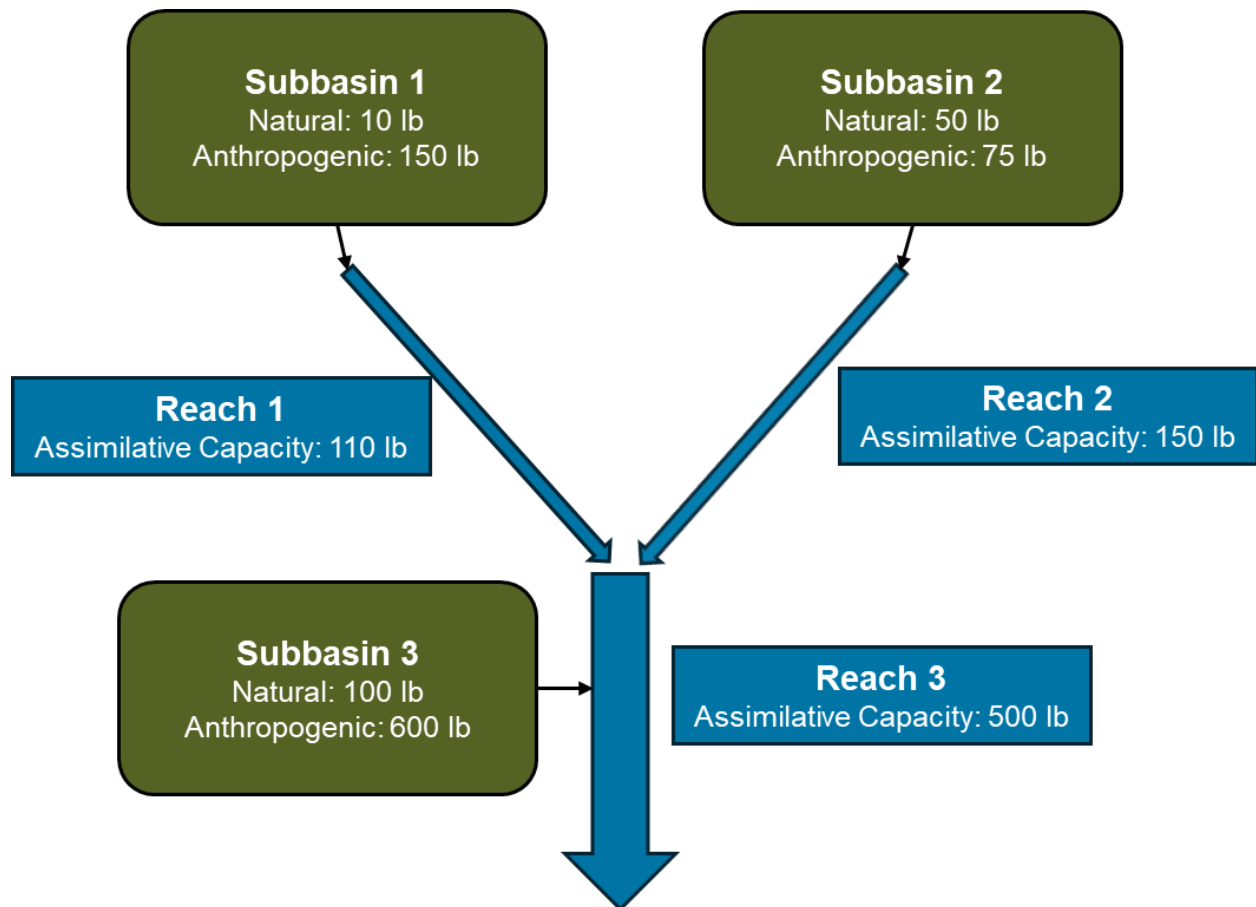 Subbasin 1
Natural: 10 lb
Anthropogenic: 150 lb
Subbasin 2
Natural: 50 lb
Anthropogenic: 75 lb
Reach 1
Assimilative Capacity: 110 lb
Reach 2
Assimilative Capacity: 150 lb
Subbasin 3
Natural: 100 lb
Anthropogenic: 600 lb
Reach 3
Assimilative Capacity: 500 lb